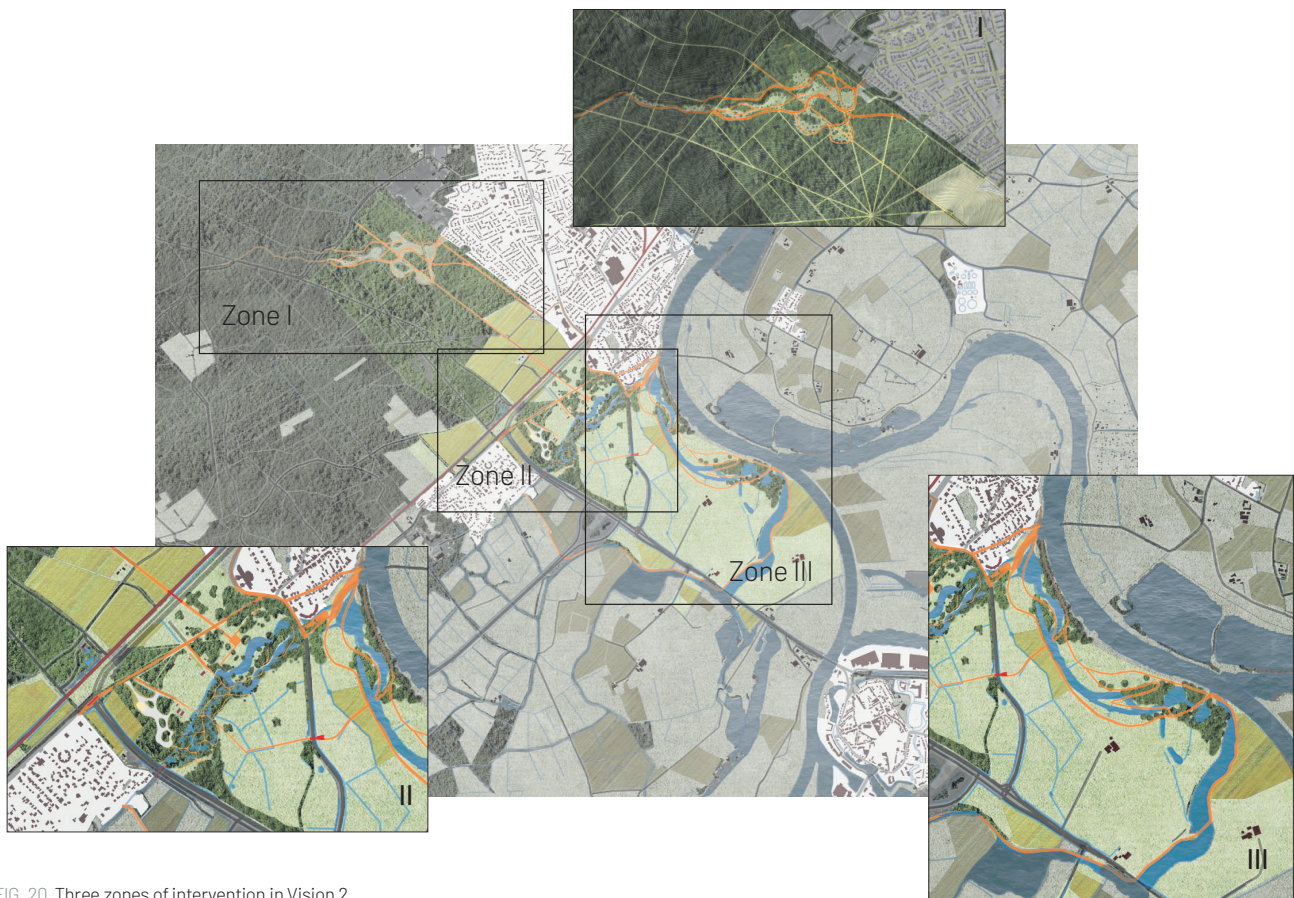 I
Zone I
Zone II
Zone III
II
III
FIG. 20 Three zones of intervention in Vision 2